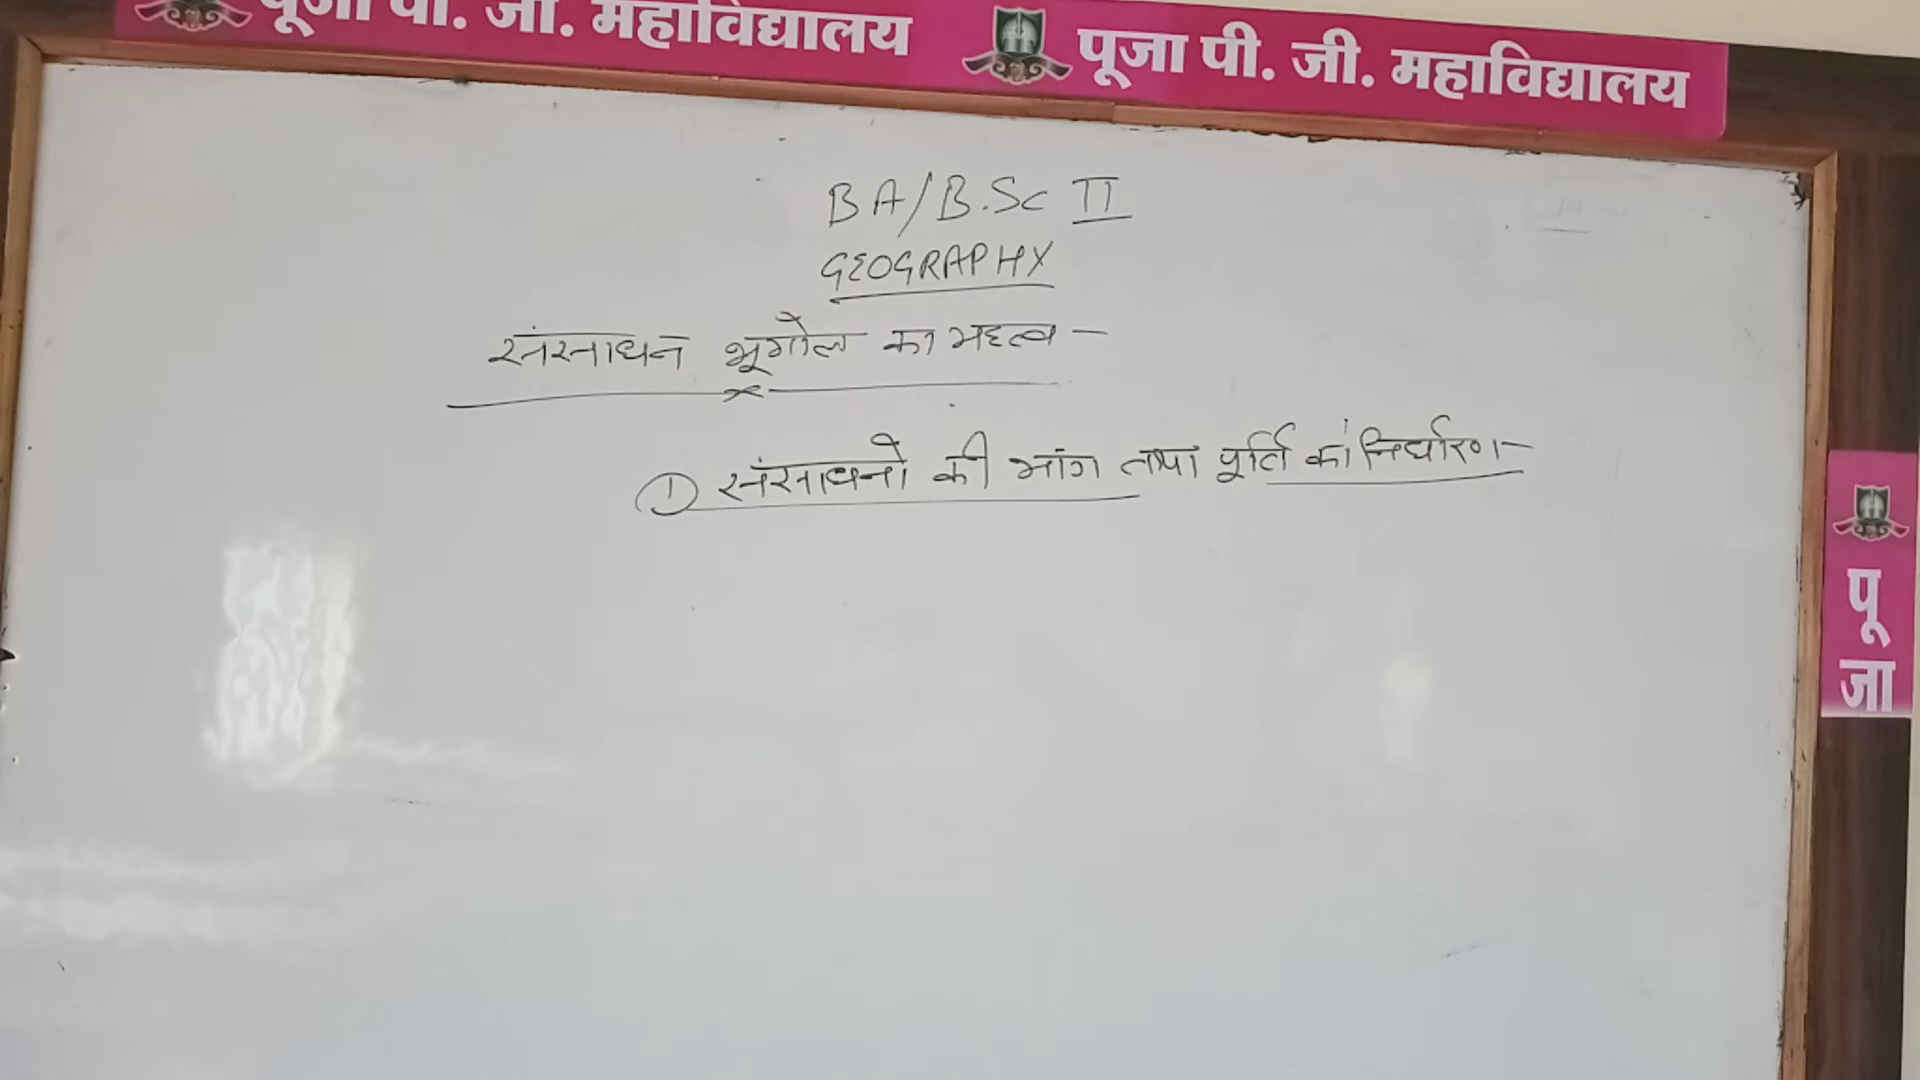 पूजा पी. जी. महाविद्यालय
पूजा पी. जी. महाविद्यालय
BA/B.Sc II
GEOGRAPHY
संसाधन भूगोल का महत्व –
① संसाधनो की मांग तथा पूर्ति का निर्धारण –
पू
जा